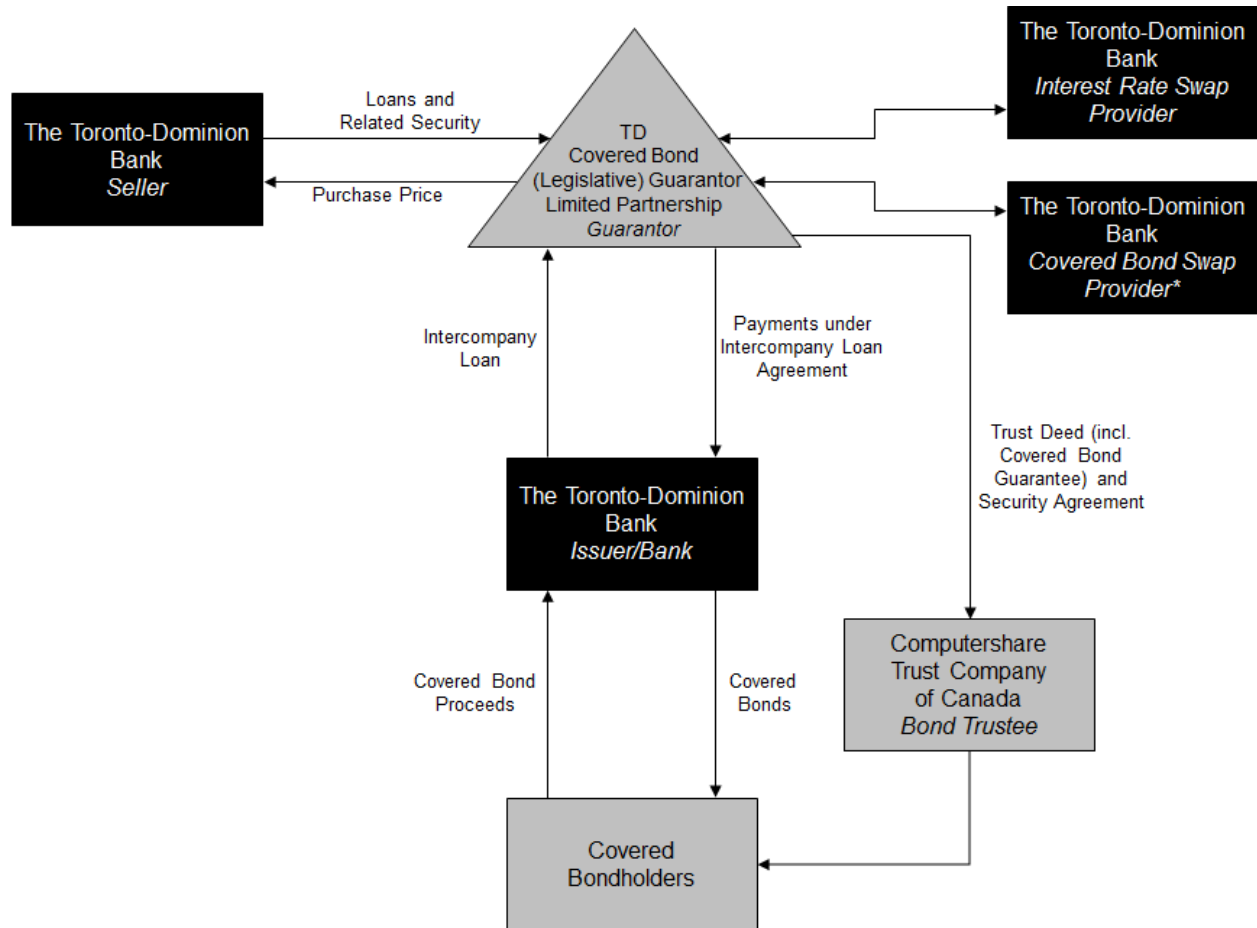 The Toronto-Dominion
Bank
Interest Rate Swap
Provider
Loans and
Related Security
The Toronto-Dominion
Bank
Seller
TD
Covered Bond
(Legislative) Guarantor
Limited Partnership
Guarantor
Purchase Price
The Toronto-Dominion
Bank
Covered Bond Swap
Provider*
Intercompany
Loan
Payments under
Intercompany Loan
Agreement
Trust Deed (incl.
Covered Bond
Guarantee) and
Security Agreement
The Toronto-Dominion
Bank
Issuer/Bank
Computershare
Trust Company
of Canada
Bond Trustee
Covered Bond
Proceeds
Covered
Bonds
Covered
Bondholders